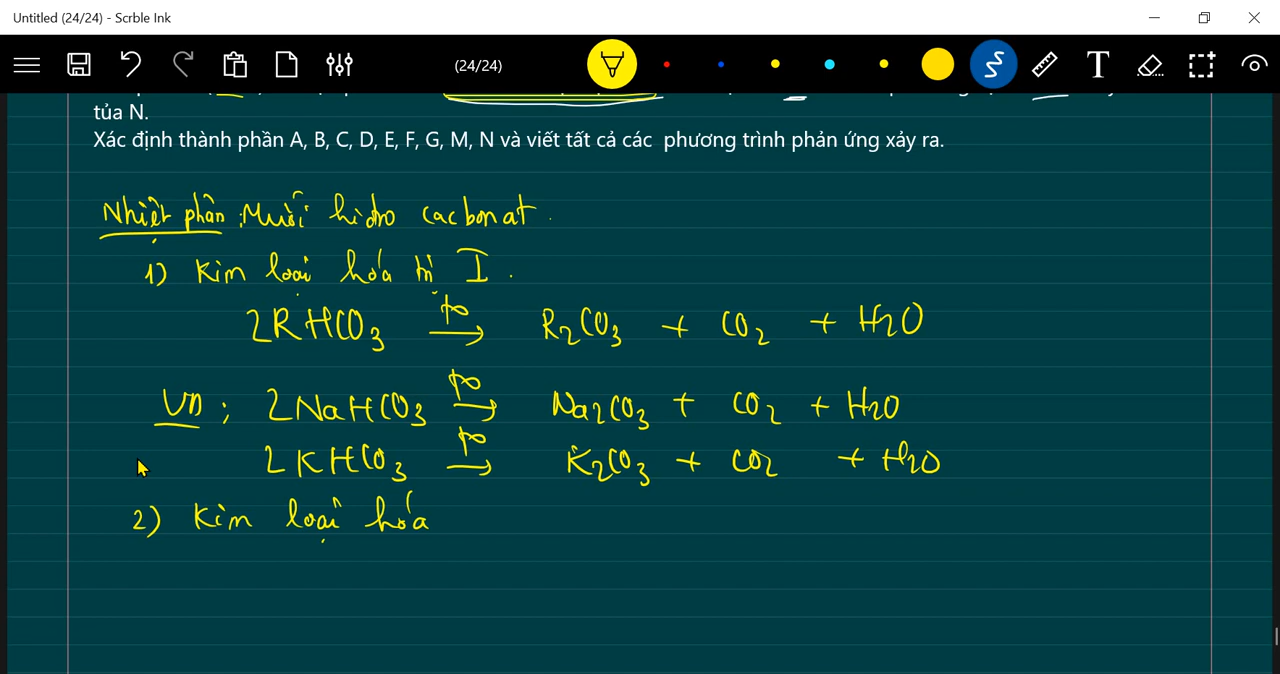 Untitled (24/24) - Scrble Ink
(24/24)
T
tủa N.
Xác định thành phần A, B, C, D, E, F, G, M, N và viết tất cả các phương trình phản ứng xảy ra.
Nhiệt phân : Muối hidro cacbonat.
1) Kim loại hóa trị I.
2RHCO3 t° → R2CO3 + CO2 + H2O
VD: 2NaHCO3 t° → Na2CO3 + CO2 + H2O
2KHCO3 t° → K2CO3 + CO2 + H2O
2) Kim loại hóa